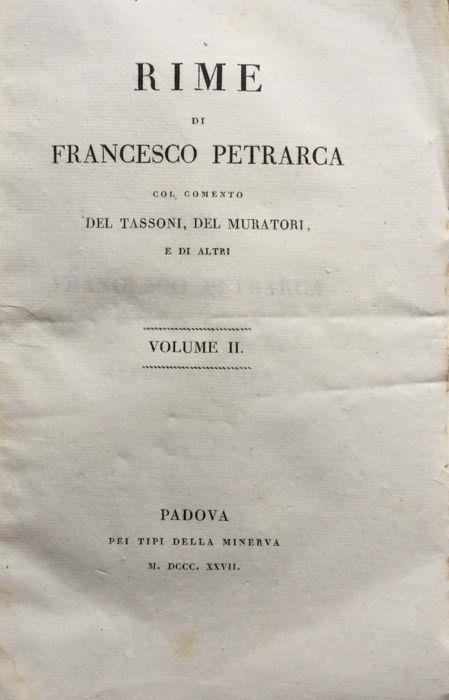 RIME
DI
FRANCESCO PETRARCA
COL COMENTO
DEL TASSONI, DEL MURATORI,
E DI ALTRI
VOLUME II.
PADOVA
PEI TIPI DELLA MINERVA
M. DCCC. XXVII.